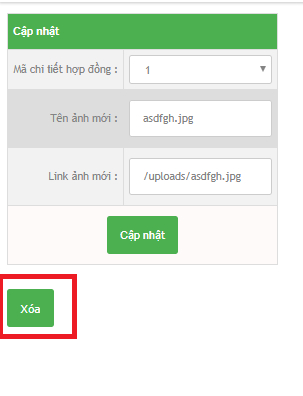 Cập nhật
Mã chi tiết hợp đồng : 1
Tên ảnh mới : asdfgh.jpg
Link ảnh mới : /uploads/asdfgh.jpg
Cập nhật
Xóa